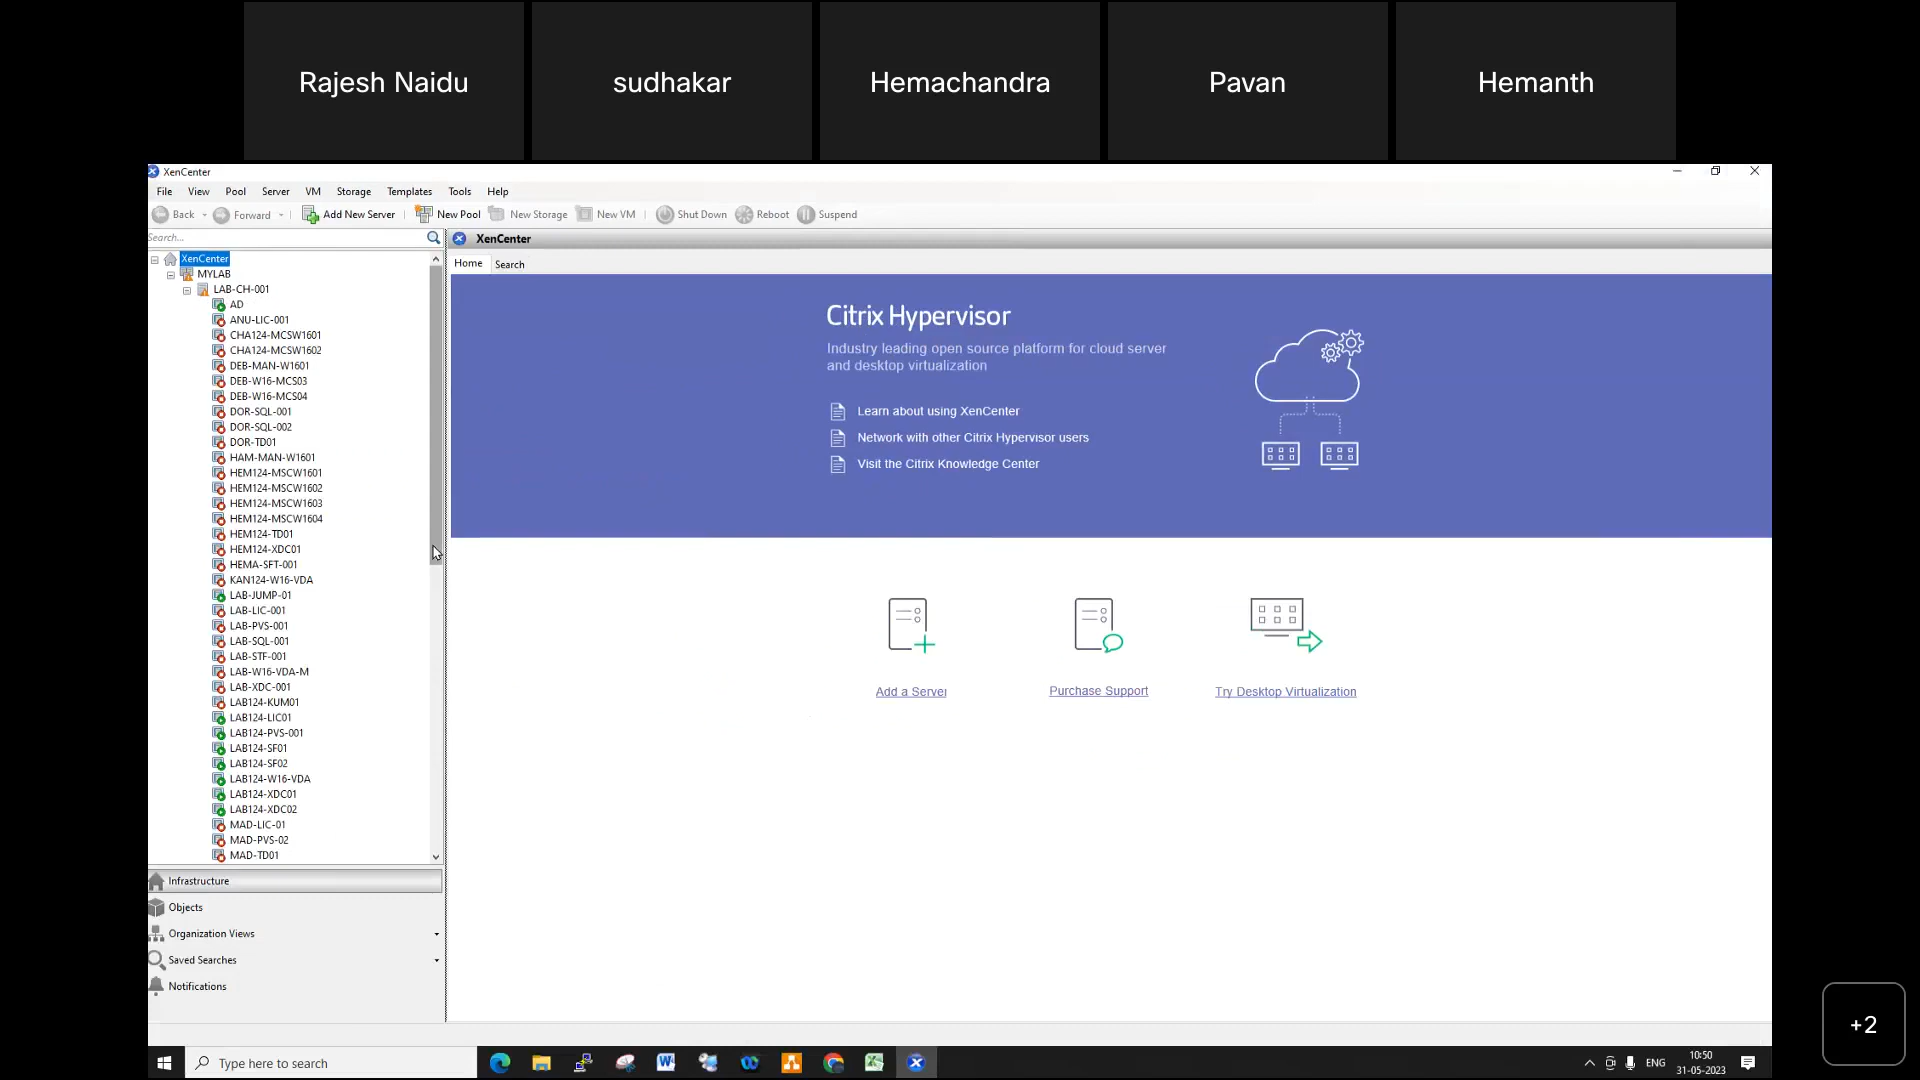 Rajesh Naidu
sudhakar
Hemachandra
Pavan
Hemanth
XenCenter
File View Pool Server VM Storage Templates Tools Help
Back Forward Add New Server New Pool New Storage New VM Shut Down Reboot Suspend
Search...
XenCenter
Home Search
XenCenter
MYLAB
LAB-CH-001
AD
ANU-LIC-001
CHA124-MCSW1601
CHA124-MCSW1602
DEB-MAN-W1601
DEB-W16-MCS03
DEB-W16-MCS04
DOR-SQL-001
DOR-SQL-002
DOR-TD01
HAM-MAN-W1601
HEM124-MSCW1601
HEM124-MSCW1602
HEM124-MSCW1603
HEM124-MSCW1604
HEM124-TD01
HEM124-XDC01
HEMA-SFT-001
KAN124-W16-VDA
LAB-JUMP-01
LAB-LIC-001
LAB-PVS-001
LAB-SQL-001
LAB-STF-001
LAB-W16-VDA-M
LAB-XDC-001
LAB124-KUM01
LAB124-LIC01
LAB124-PVS-001
LAB124-SF01
LAB124-SF02
LAB124-W16-VDA
LAB124-XDC01
LAB124-XDC02
MAD-LIC-01
MAD-PVS-02
MAD-TD01
Infrastructure
Objects
Organization Views
Saved Searches
Notifications
Citrix Hypervisor
Industry leading open source platform for cloud server
and desktop virtualization
Learn about using XenCenter
Network with other Citrix Hypervisor users
Visit the Citrix Knowledge Center
Add a Server
Purchase Support
Try Desktop Virtualization
+2
Type here to search
ENG
10:50
31-05-2023